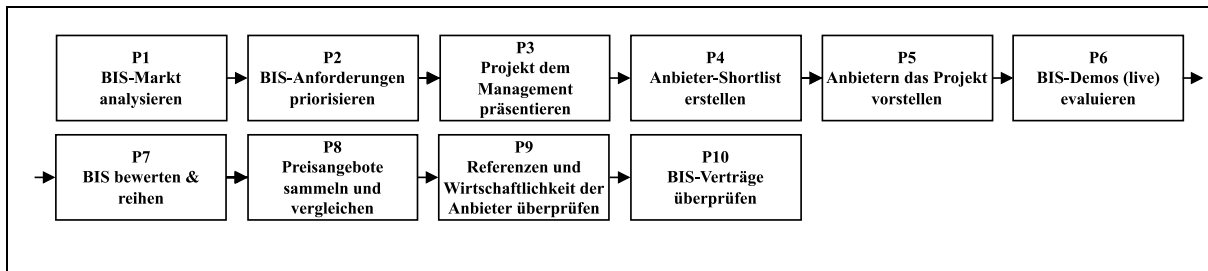 P1
BIS-Markt
analysieren
P2
BIS-Anforderungen
priorisieren
P3
Projekt dem
Management
präsentieren
P4
Anbieter-Shortlist
erstellen
P5
Anbietern das Projekt
vorstellen
P6
BIS-Demos (live)
evaluieren
P7
BIS bewerten &
reihen
P8
Preisangebote
sammeln und
vergleichen
P9
Referenzen und
Wirtschaftlichkeit der
Anbieter überprüfen
P10
BIS-Verträge
überprüfen